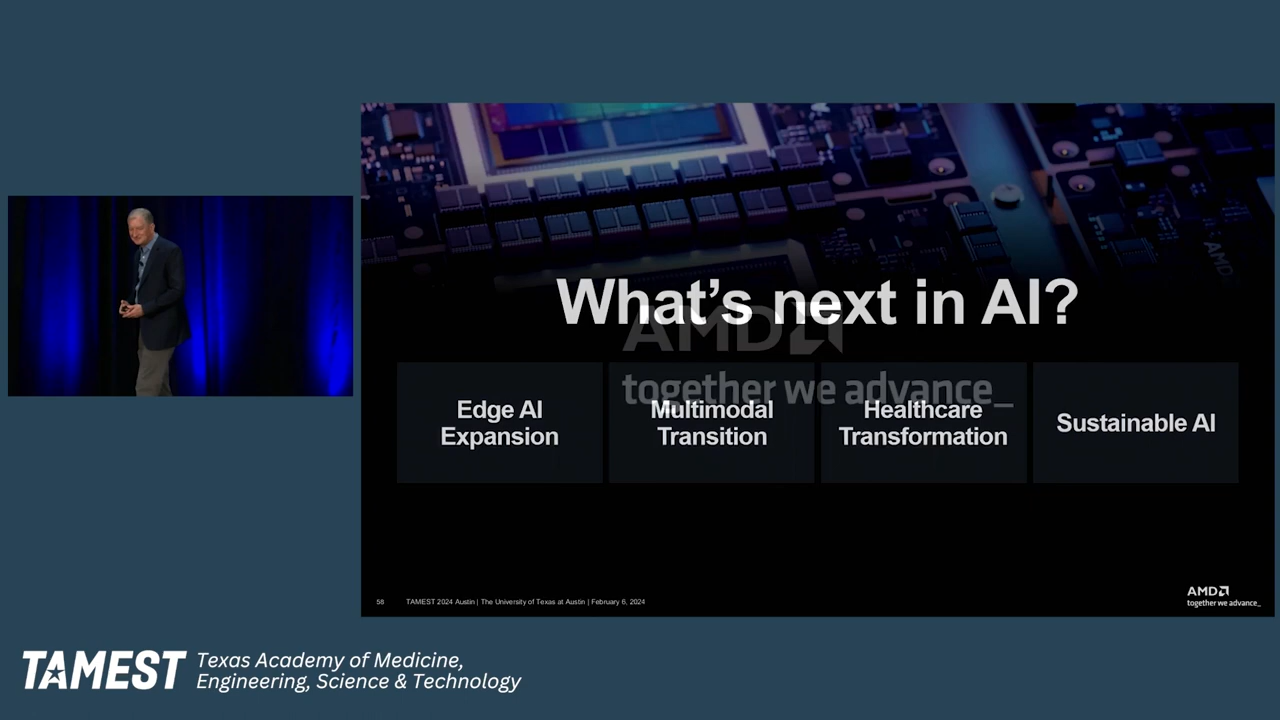 What's next in AI?
AMD
together we advance_
Edge AI
Expansion
Multimodal
Transition
Healthcare
Transformation
Sustainable AI
58
TAMEST 2024 Austin | The University of Texas at Austin | February 6, 2024
AMD
together we advance_
TAMEST
Texas Academy of Medicine,
Engineering, Science & Technology